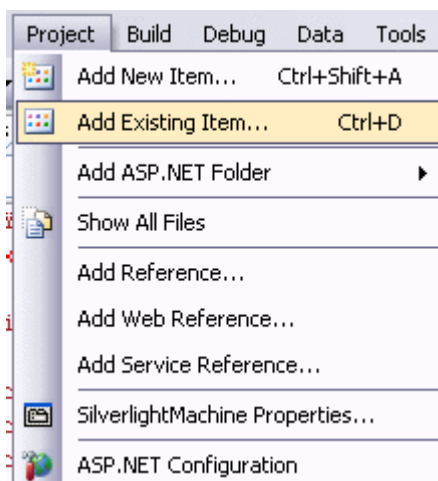 Project Build Debug Data Tools
Add New Item... Ctrl+Shift+A
Add Existing Item... Ctrl+D
Add ASP.NET Folder
Show All Files
Add Reference...
Add Web Reference...
Add Service Reference...
SilverlightMachine Properties...
ASP.NET Configuration